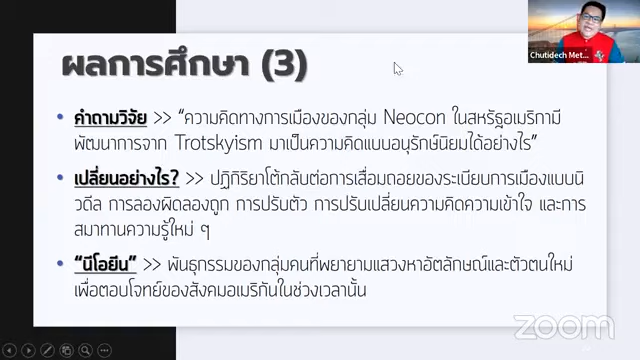 Chutidech Met...
ผลการศึกษา (3)
• คำถามวิจัย >> “ความคิดทางการเมืองของกลุ่ม Neocon ในสหรัฐอเมริกามี
พัฒนาการจาก Trotskyism มาเป็นความคิดแบบอนุรักษ์นิยมได้อย่างไร”
• เปลี่ยนอย่างไร? >> ปฏิกิริยาโต้กลับต่อการเสื่อมถอยของระเบียบการเมืองแบบนิ
วดีล การลองผิดลองถูก การปรับตัว การปรับเปลี่ยนความคิดความเข้าใจ และการ
สมาทานความรู้ใหม่ ๆ
• “นีโอยีน” >> พันธุกรรมของกลุ่มคนที่พยายามแสวงหาอัตลักษณ์และตัวตนใหม่
เพื่อตอบโจทย์ของสังคมอเมริกันในช่วงเวลานั้น
zoom